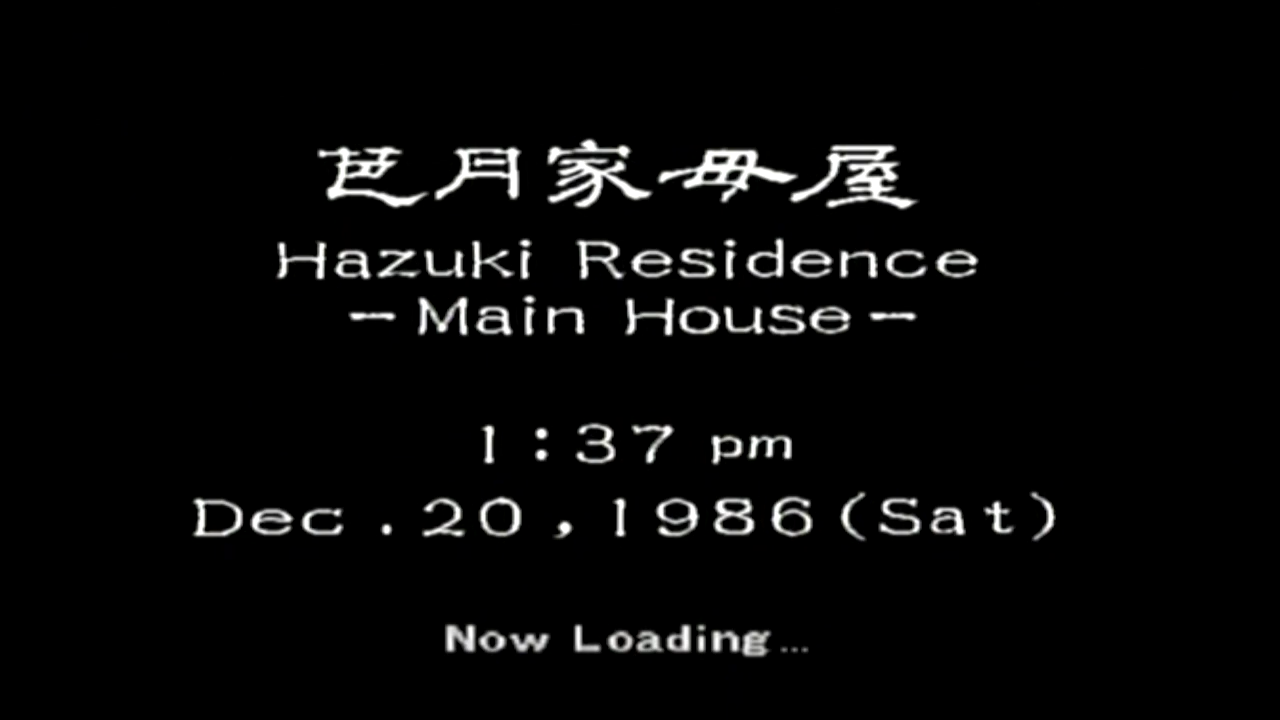 芭月家母屋
Hazuki Residence
-Main House-
1:37 pm
Dec.20,1986(Sat)
Now Loading...